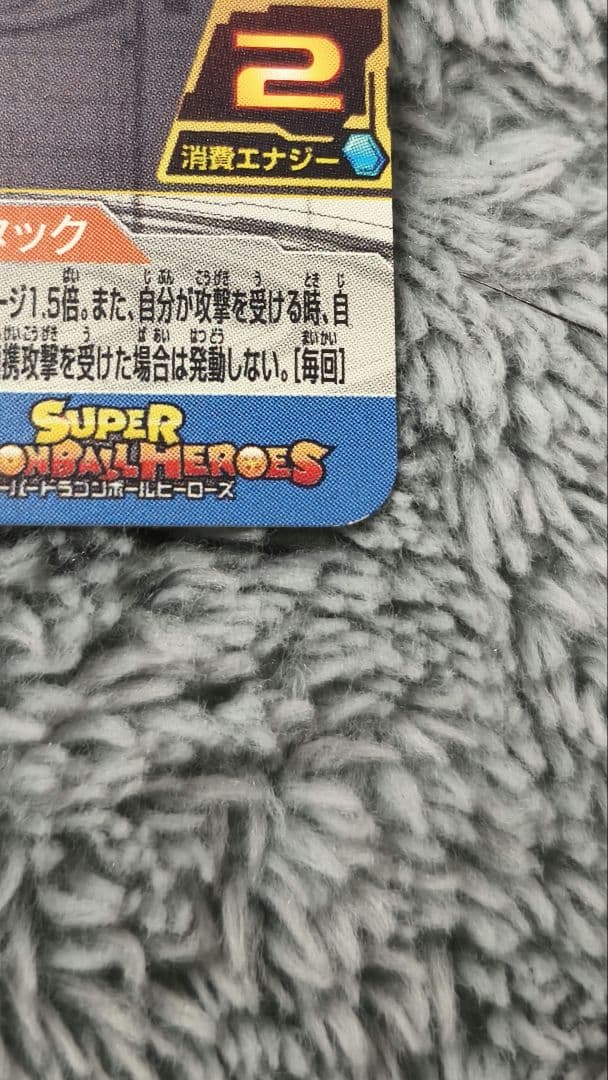 2
消費エナジー
タック
ージ1.5倍。また、自分が攻撃を受ける時、自
携攻撃を受けた場合は発動しない。[毎回]
SUPER
ONBALL HEROES
ーパードラゴンボールヒーローズ